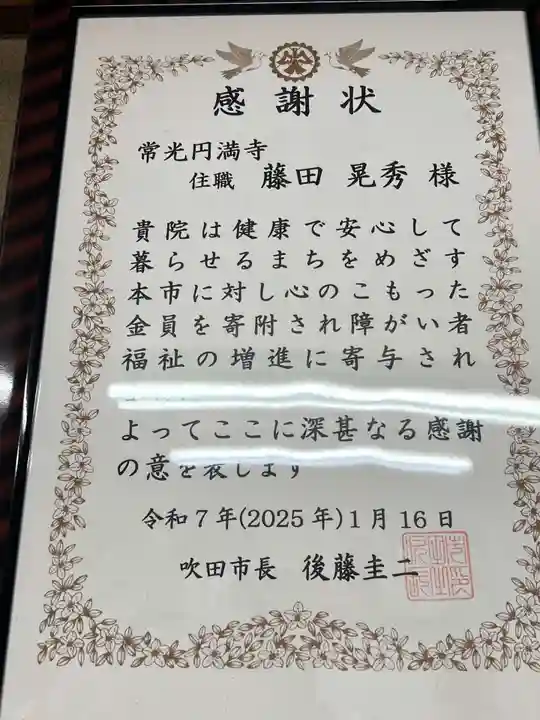 感謝状
常光円満寺
住職 藤田 晃秀 様
貴院は健康で安心して
暮らせるまちをめざす
本市に対し心のこもった
金員を寄附され障がい者
福祉の増進に寄与され
よってここに深甚なる感謝
の意を表します
令和7年(2025年)1月16日
吹田市長 後藤圭二